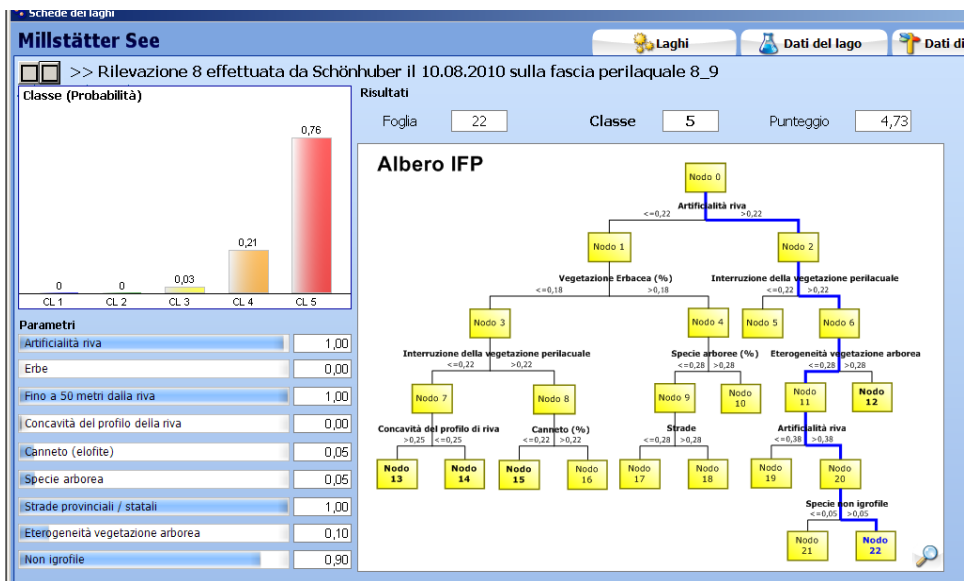 Schede dei laghi
Millstätter See
Laghi
Dati del lago
Dati di
>> Rilevazione 8 effettuata da Schönhuber il 10.08.2010 sulla fascia perilaquale 8_9
Classe (Probabilità)
0
0
0,03
0,21
0,76
CL 1
CL 2
CL 3
CL 4
CL 5
Parametri
Artificialità riva 1,00
Erbe 0,00
Fino a 50 metri dalla riva 1,00
Concavità del profilo della riva 0,00
Canneto (elofite) 0,05
Specie arborea 0,05
Strade provinciali / statali 1,00
Eterogeneità vegetazione arborea 0,10
Non igrofile 0,90
Risultati
Foglia 22 Classe 5 Punteggio 4,73
Albero IFP
Nodo 0
Artificialità riva
<=0,22 >0,22
Nodo 1 Nodo 2
Vegetazione Erbacea (%) Interruzione della vegetazione perilacuale
<=0,18 >0,18 <=0,22 >0,22
Nodo 3 Nodo 4 Nodo 5 Nodo 6
Interruzione della vegetazione perilacuale Specie arboree (%) Eterogeneità vegetazione arborea
<=0,22 >0,22 <=0,28 >0,28 <=0,28 >0,28
Nodo 7 Nodo 8 Nodo 9 Nodo 10 Nodo 11 Nodo 12
Concavità del profilo di riva Canneto (%) Strade Artificialità riva
>0,25 <=0,25 <=0,22 >0,22 <=0,28 >0,28 <=0,38 >0,38
Nodo 13 Nodo 14 Nodo 15 Nodo 16 Nodo 17 Nodo 18 Nodo 19 Nodo 20
Specie non igrofile
<=0,05 >0,05
Nodo 21 Nodo 22